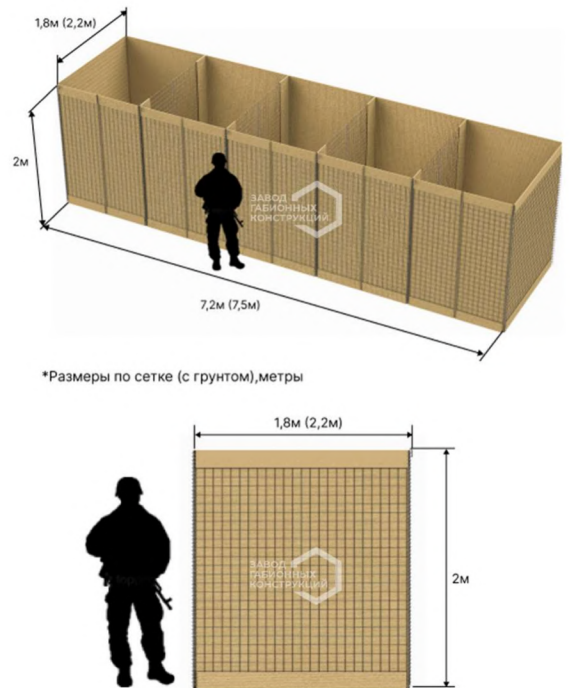 1,8м (2,2м)
2м
ЗАВОД
ГАБИОННЫХ
КОНСТРУКЦИЙ
7,2м (7,5м)
*Размеры по сетке (с грунтом),метры
1,8м (2,2м)
ЗАВОД
ГАБИОННЫХ
КОНСТРУКЦИЙ
2м